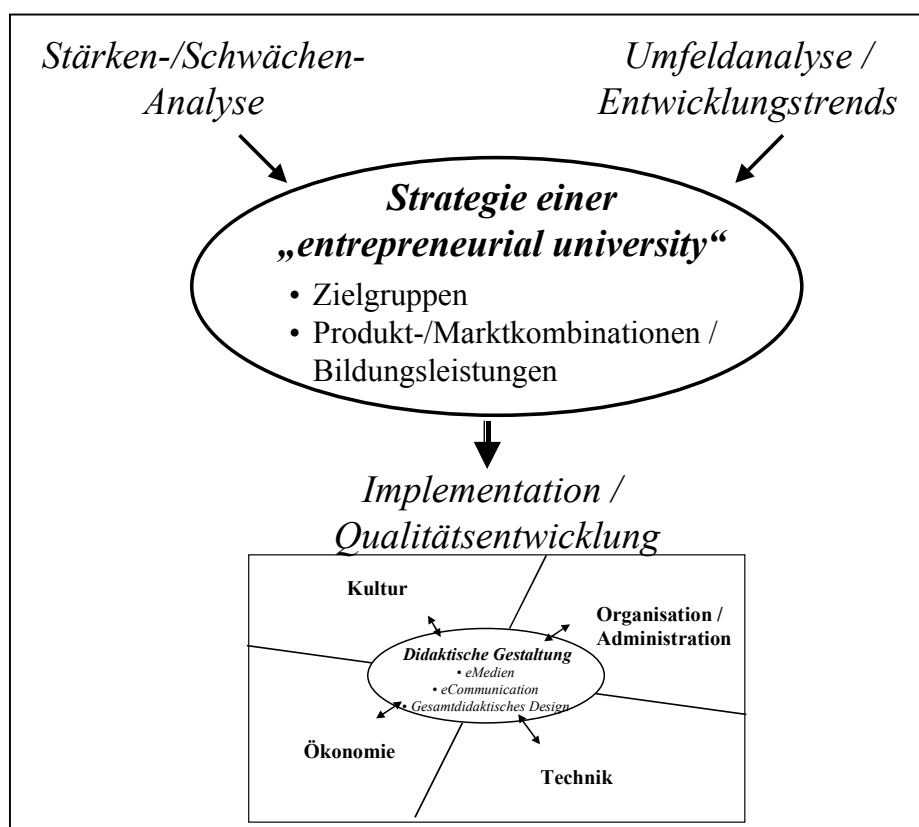 Stärken-/Schwächen-
Analyse
Umfeldanalyse /
Entwicklungstrends
Strategie einer
„entrepreneurial university“
• Zielgruppen
• Produkt-/Marktkombinationen /
Bildungsleistungen
Implementation /
Qualitätsentwicklung
Kultur
Organisation /
Administration
Didaktische Gestaltung
• eMedien
• eCommunication
• Gesamtdidaktisches Design
Ökonomie
Technik